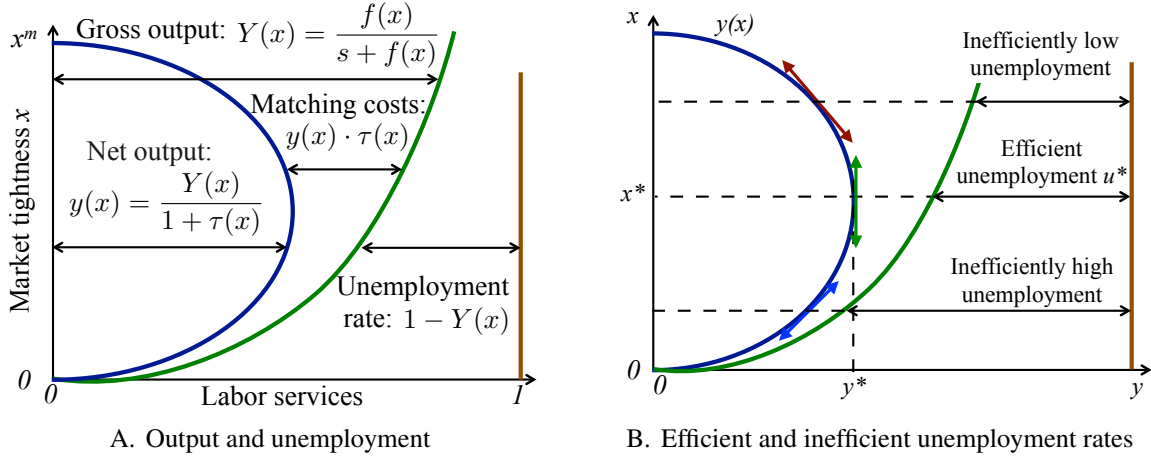 x^m
Gross output: Y(x) = f(x) / (s + f(x))
Matching costs:
y(x) · τ(x)
Net output:
y(x) = Y(x) / (1 + τ(x))
Unemployment
rate: 1 − Y(x)
Market tightness x
0
0
Labor services
1
A. Output and unemployment
x
y(x)
Inefficiently low
unemployment
Efficient
unemployment u*
x*
Inefficiently high
unemployment
0
0
y*
y
B. Efficient and inefficient unemployment rates